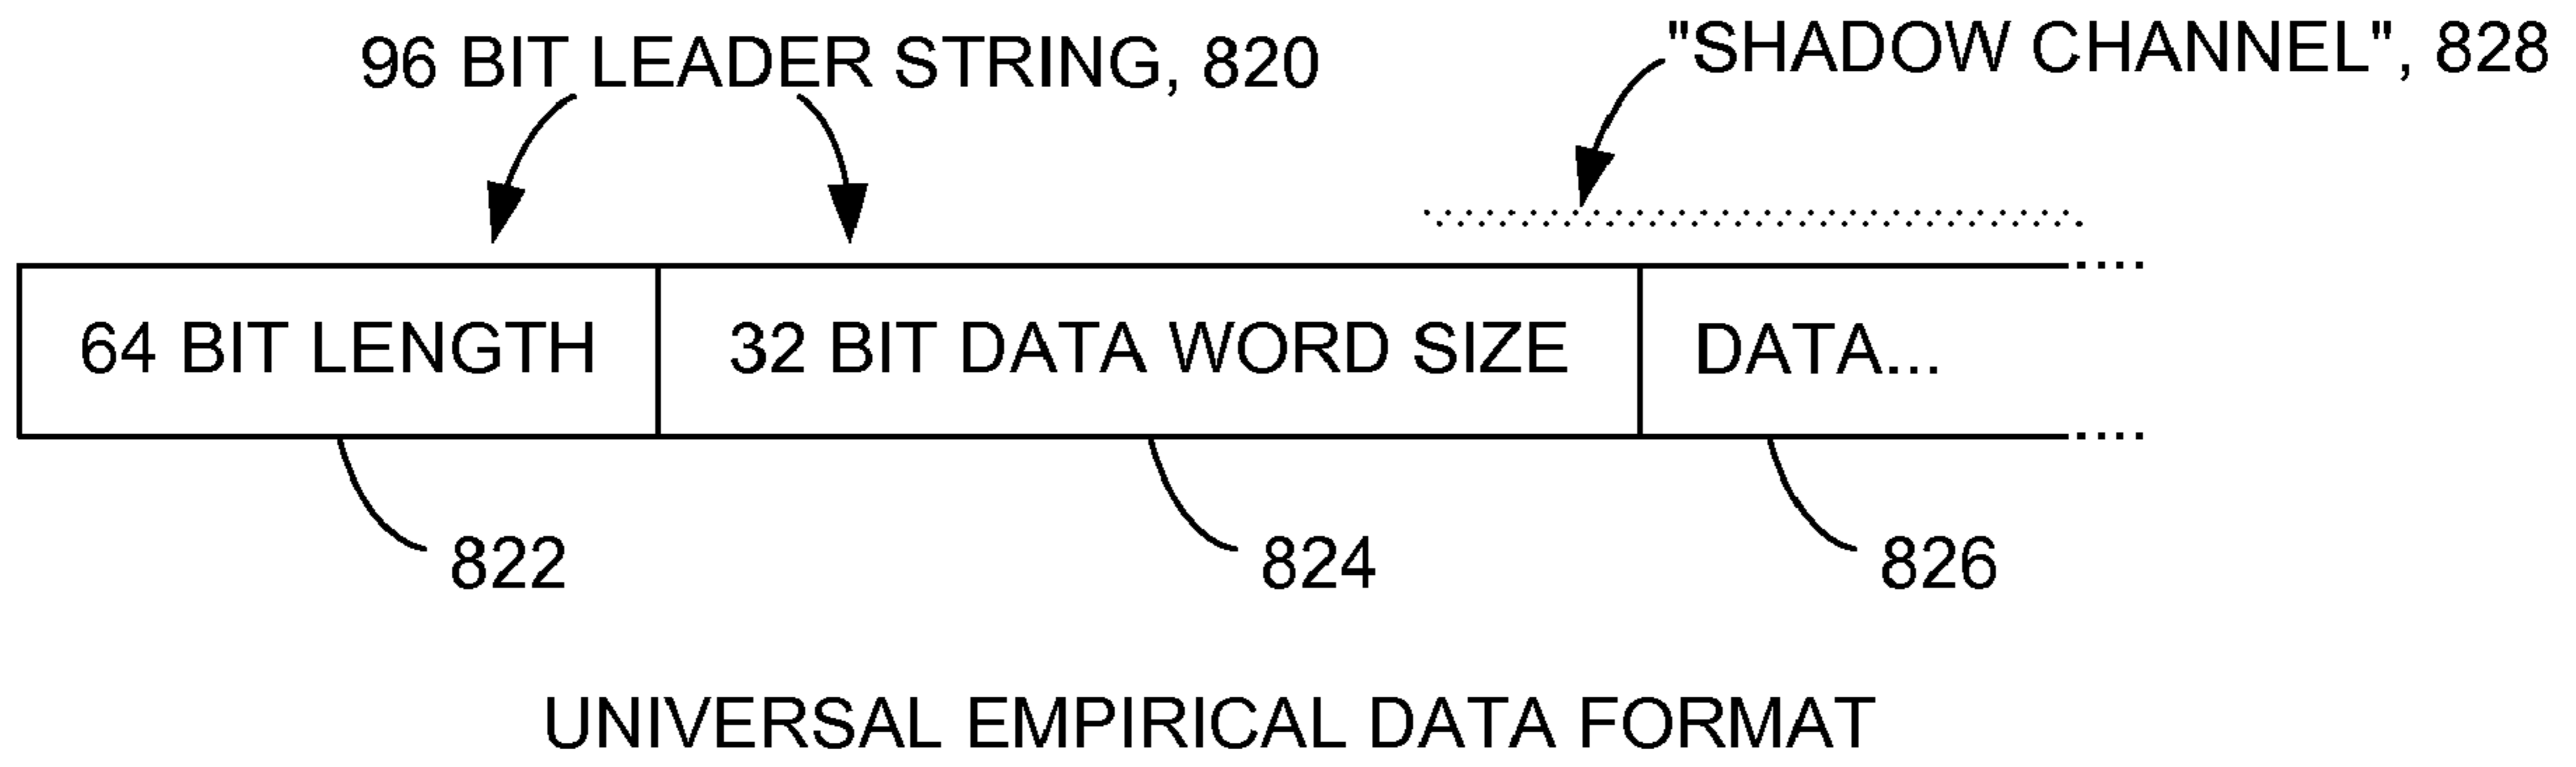 96 BIT LEADER STRING, 820
"SHADOW CHANNEL", 828
64 BIT LENGTH
32 BIT DATA WORD SIZE
DATA...
822
824
826
UNIVERSAL EMPIRICAL DATA FORMAT